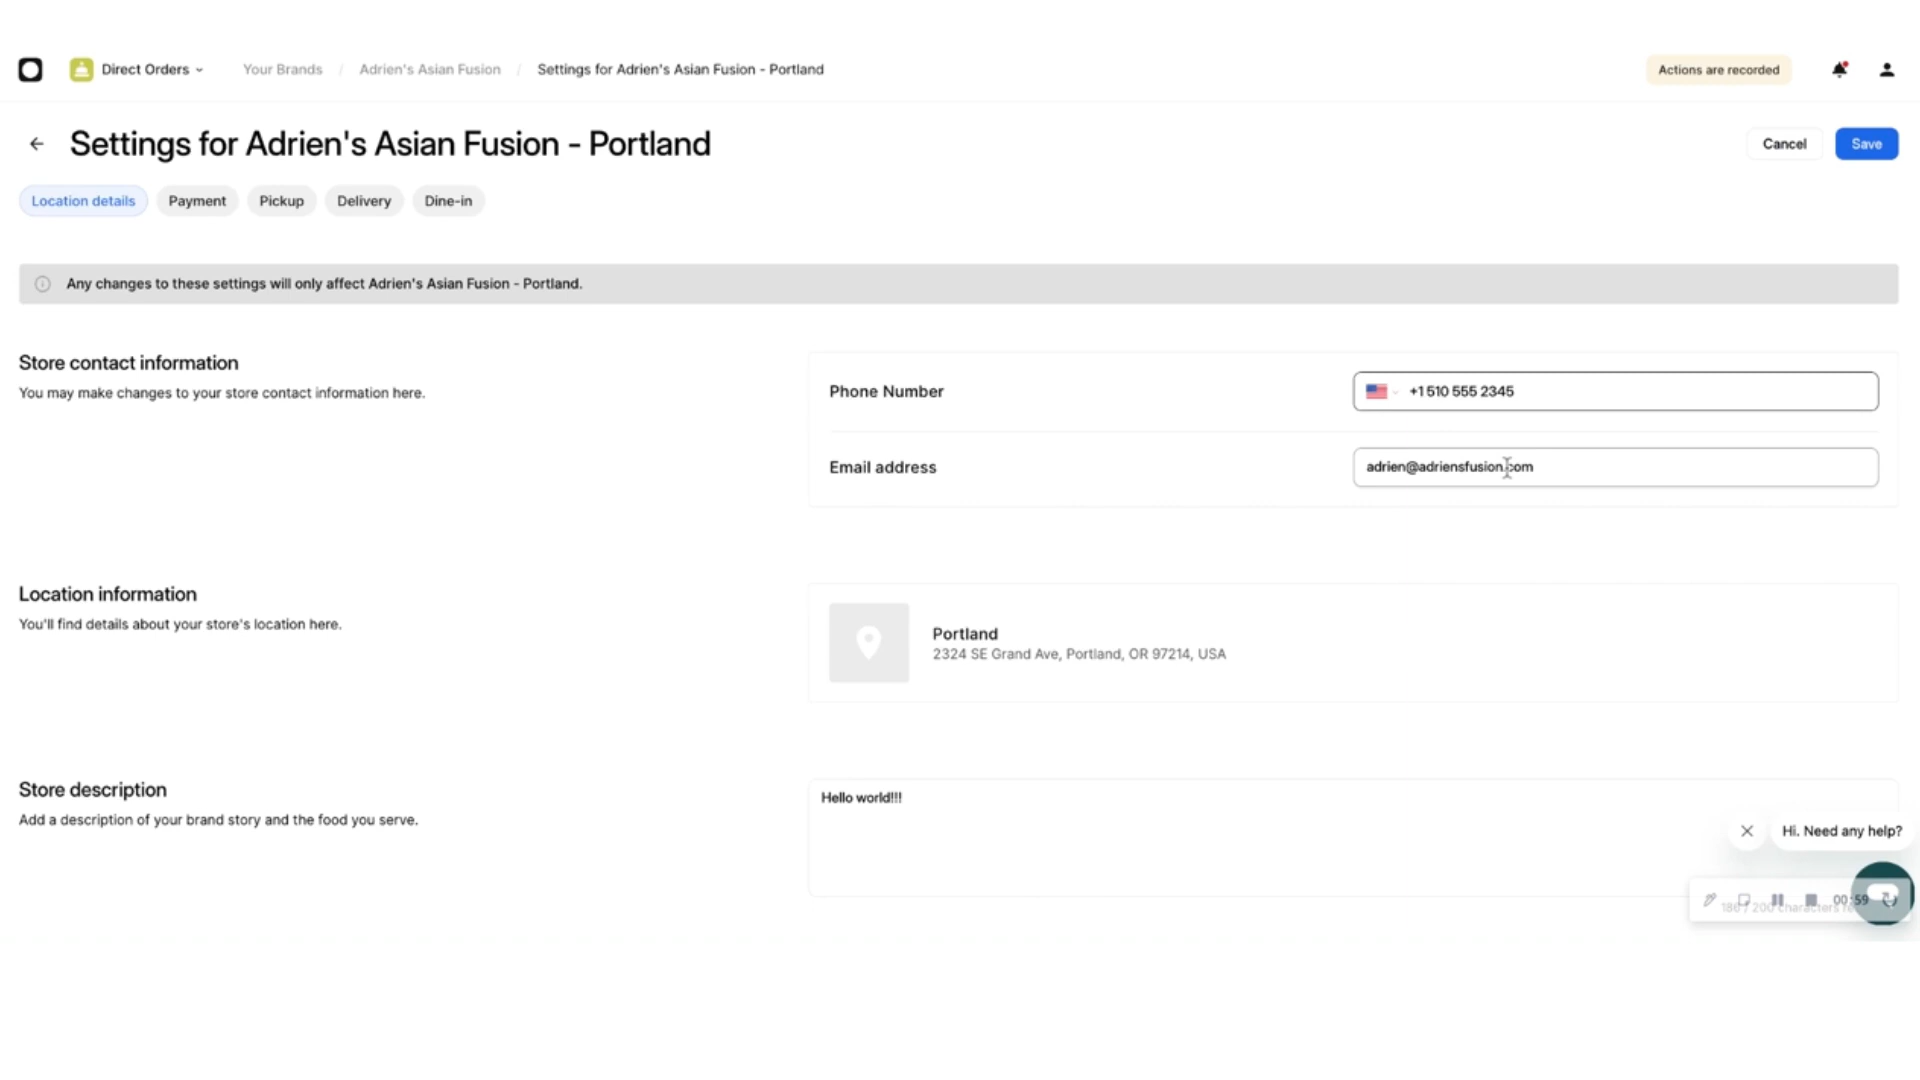 Direct Orders
Your Brands / Adrien's Asian Fusion / Settings for Adrien's Asian Fusion - Portland
Actions are recorded
Settings for Adrien's Asian Fusion - Portland
Cancel
Save
Location details
Payment
Pickup
Delivery
Dine-in
Any changes to these settings will only affect Adrien's Asian Fusion - Portland.
Store contact information
You may make changes to your store contact information here.
Phone Number
+1 510 555 2345
Email address
adrien@adriensfusion.com
Location information
You'll find details about your store's location here.
Portland
2324 SE Grand Ave, Portland, OR 97214, USA
Store description
Add a description of your brand story and the food you serve.
Hello world!!!
Hi. Need any help?
00:59
186 / 200 characters